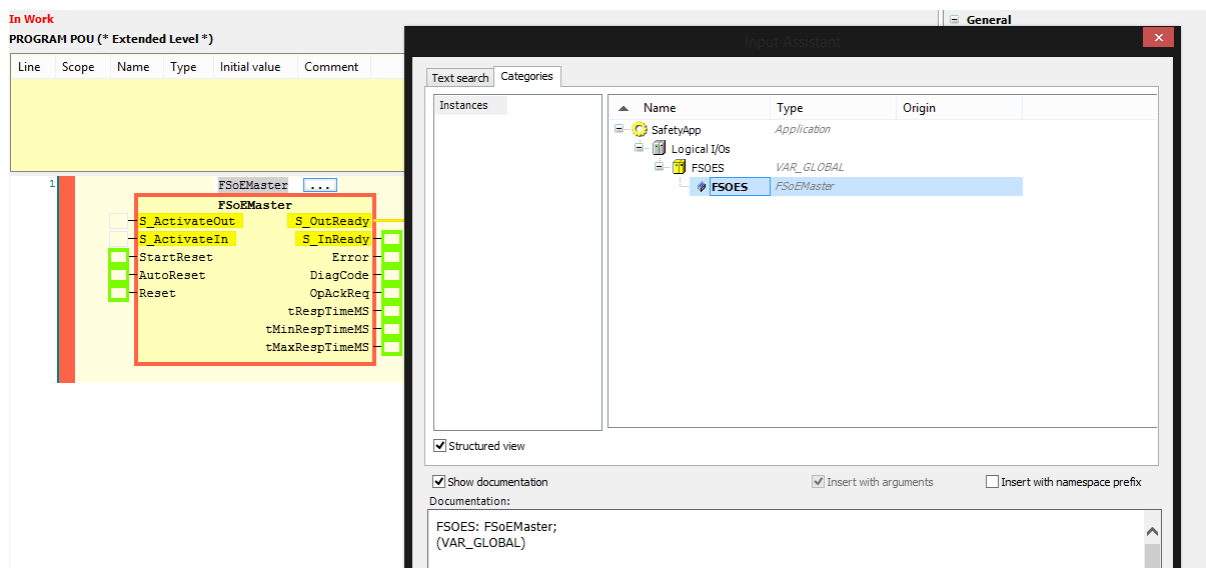 In Work
PROGRAM POU (* Extended Level *)
Line Scope Name Type Initial value Comment
1
FSoEMaster ...
FSoEMaster
S_ActivateOut S_OutReady
S_ActivateIn S_InReady
StartReset Error
AutoReset DiagCode
Reset OpAckReq
tRespTimeMS
tMinRespTimeMS
tMaxRespTimeMS
General
Input Assistant
Text search Categories
Instances
Name Type Origin
SafetyApp Application
Logical I/Os
FSOES VAR_GLOBAL
FSOES FSoEMaster
Structured view
Show documentation Insert with arguments Insert with namespace prefix
Documentation:
FSOES: FSoEMaster;
(VAR_GLOBAL)